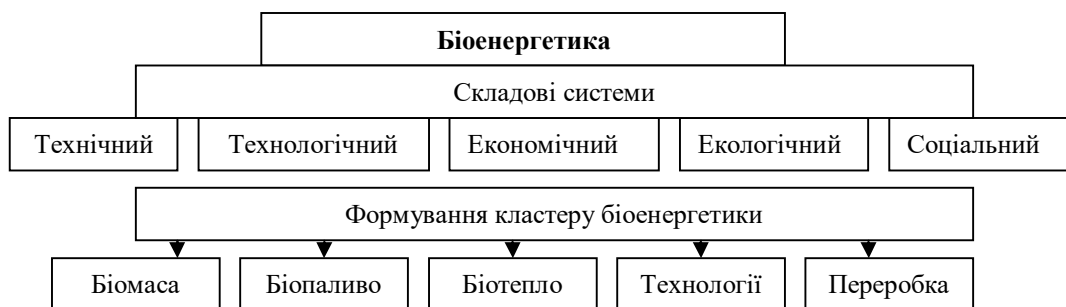 Біоенергетика
Складові системи
Технічний Технологічний Економічний Екологічний Соціальний
Формування кластеру біоенергетики
Біомаса Біопаливо Біотепло Технології Переробка